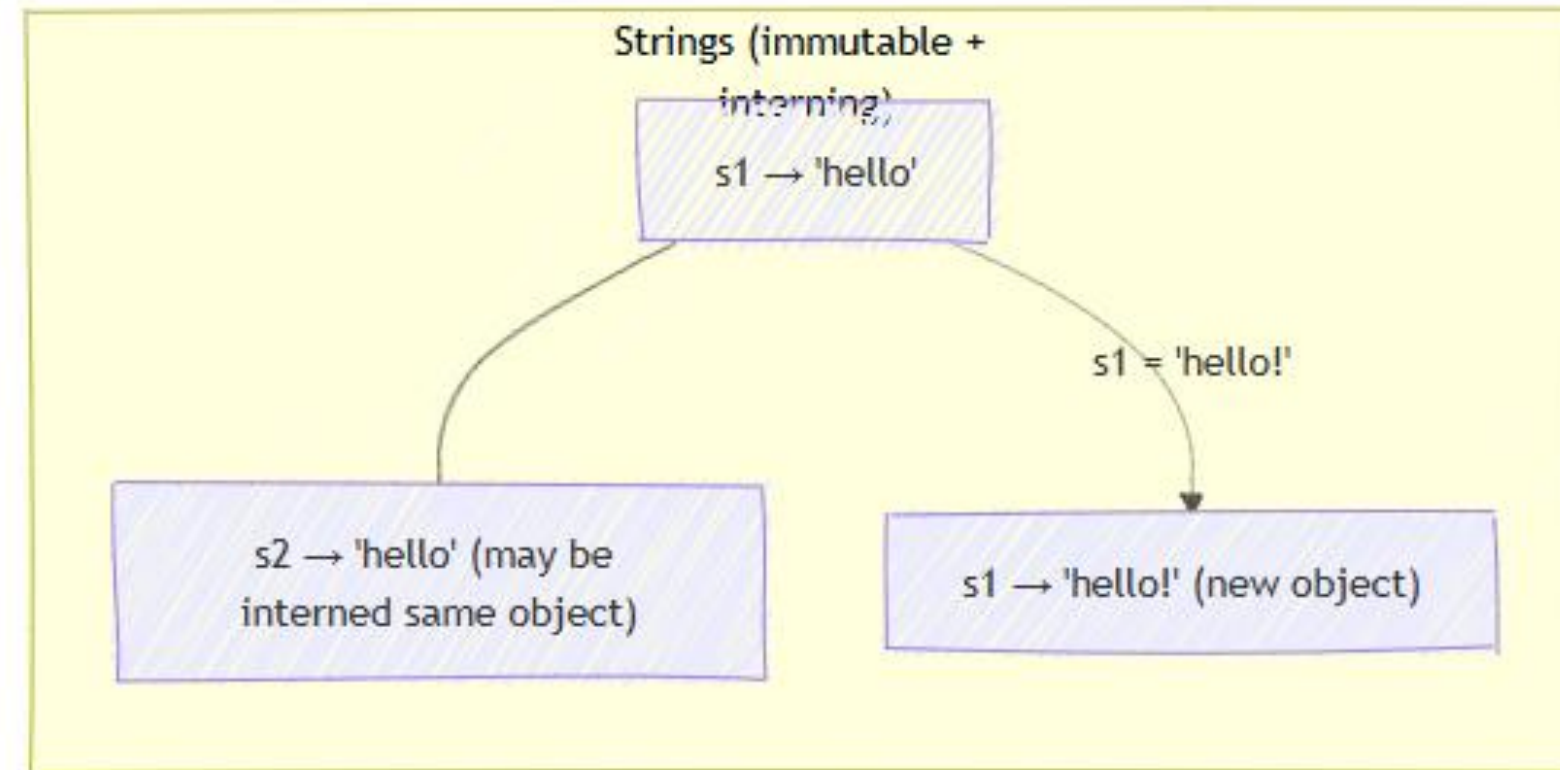 Strings (immutable +
interning)
s1 → 'hello'
s1 = 'hello!'
s2 → 'hello' (may be
interned same object)
s1 → 'hello!' (new object)